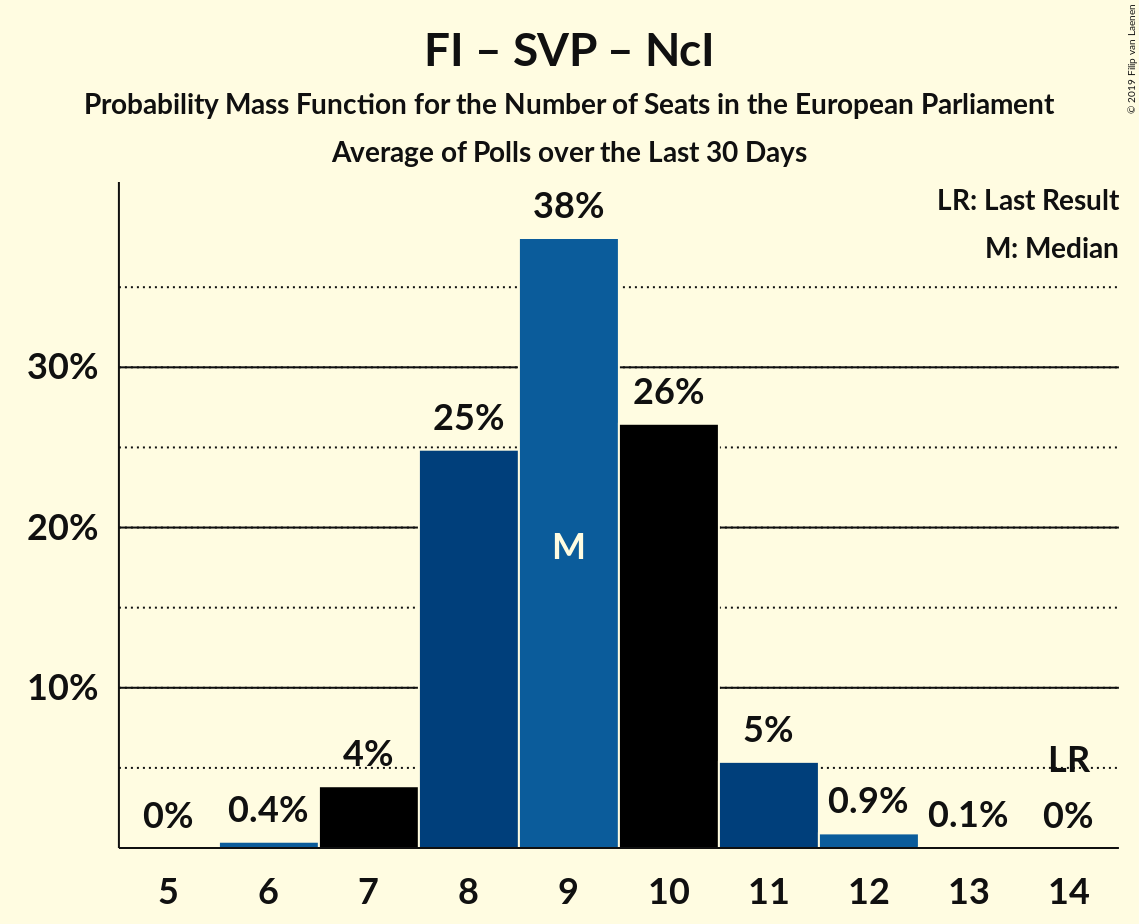 FI – SVP – NcI
Probability Mass Function for the Number of Seats in the European Parliament
Average of Polls over the Last 30 Days
© 2019 Filip van Laenen
LR: Last Result
M: Median
38%
30%
26%
25%
20%
M
10%
5%
4%
LR
0%
0.4%
0.9%
0.1%
0%
5 6 7 8 9 10 11 12 13 14